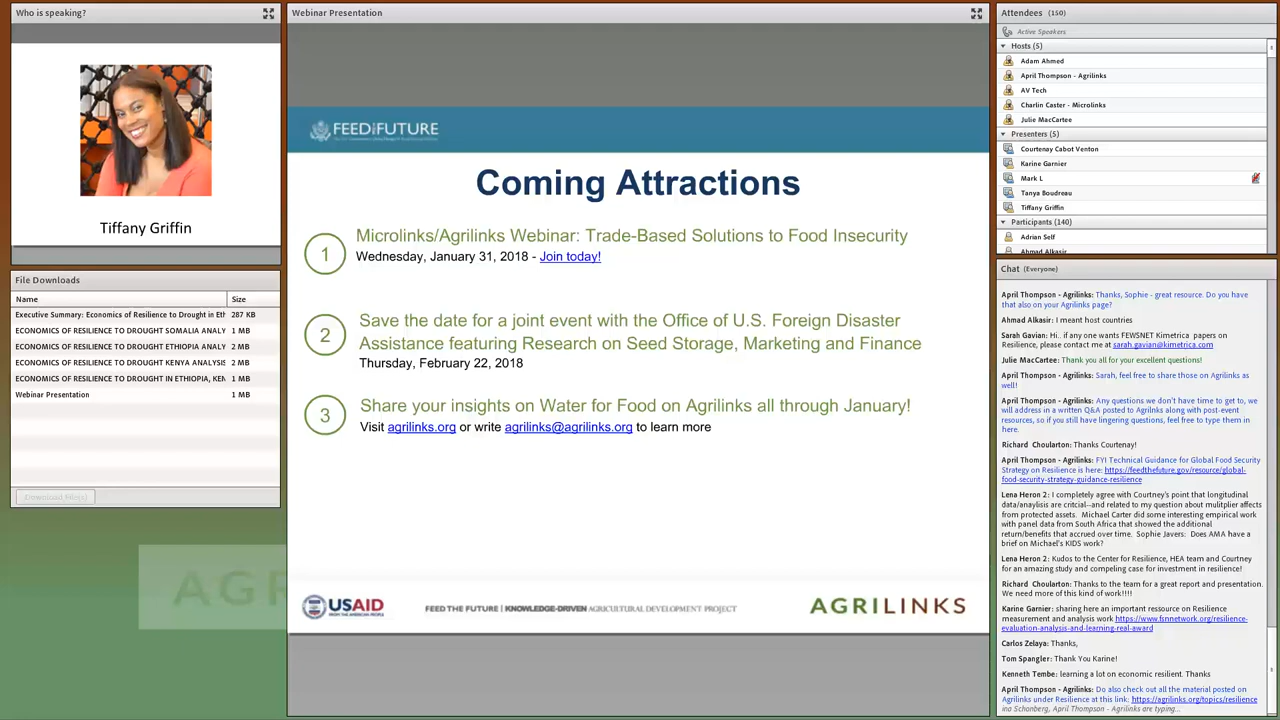 Who is speaking?
Tiffany Griffin
File Downloads
Name Size
Executive Summary: Economics of Resilience to Drought in Eth 287 KB
ECONOMICS OF RESILIENCE TO DROUGHT SOMALIA ANALY 1 MB
ECONOMICS OF RESILIENCE TO DROUGHT ETHIOPIA ANALY 2 MB
ECONOMICS OF RESILIENCE TO DROUGHT KENYA ANALYSIS 2 MB
ECONOMICS OF RESILIENCE TO DROUGHT IN ETHIOPIA, KEN 1 MB
Webinar Presentation 1 MB
Download File(s)
AGRI
Webinar Presentation
FEED THE FUTURE
Coming Attractions
Microlinks/Agrilinks Webinar: Trade-Based Solutions to Food Insecurity
Wednesday, January 31, 2018 - Join today!
2
Save the date for a joint event with the Office of U.S. Foreign Disaster
Assistance featuring Research on Seed Storage, Marketing and Finance
Thursday, February 22, 2018
3
Share your insights on Water for Food on Agrilinks all through January!
Visit agrilinks.org or write agrilinks@agrilinks.org to learn more
USAID
FROM THE AMERICAN PEOPLE
FEED THE FUTURE | KNOWLEDGE-DRIVEN AGRICULTURAL DEVELOPMENT PROJECT
AGRILINKS
Attendees (150)
Active Speakers
Hosts (5)
Adam Ahmed
April Thompson - Agrilinks
AV Tech
Charlin Caster - Microlinks
Julie MacCartee
Presenters (5)
Courtenay Cabot Venton
Karine Garnier
Mark L
Tanya Boudreau
Tiffany Griffin
Participants (140)
Adrian Self
Ahmad Alkasir
Chat (Everyone)
April Thompson - Agrilinks: Thanks, Sophie - great resource. Do you have
that also on your Agrilinks page?
Ahmad Alkasir: I meant host countries
Sarah Gavian: Hi.. if any one wants FEWSNET Kimetrica papers on
Resilience, please contact me at sarah.gavian@kimetrica.com
Julie MacCartee: Thank you all for your excellent questions!
April Thompson - Agrilinks: Sarah, feel free to share those on Agrilinks as
well!
April Thompson - Agrilinks: Any questions we don't have time to get to, we
will address in a written Q&A posted to Agrilnks along with post-event
resources, so if you still have lingering questions, feel free to type them in
here.
Richard Choularton: Thanks Courtenay!
April Thompson - Agrilinks: FYI Technical Guidance for Global Food Security
Strategy on Resilience is here: https://feedthefuture.gov/resource/global-
food-security-strategy-guidance-resilience
Lena Heron 2: I completely agree with Courtney's point that longitudinal
data/anaylisis are critcial--and related to my question about mulitplier affects
from protected assets. Michael Carter did some interesting empirical work
with panel data from South Africa that showed the additional
return/benefits that accrued over time. Sophie Javers: Does AMA have a
brief on Michael's KIDS work?
Lena Heron 2: Kudos to the Center for Resilience, HEA team and Courtney
for an amazing study and compeling case for investment in resilience!
Richard Choularton: Thanks to the team for a great report and presentation.
We need more of this kind of work!!!!
Karine Garnier: sharing here an important ressource on Resilience
measurement and analysis work https://www.fsnnetwork.org/resilience-
evaluation-analysis-and-learning-real-award
Carlos Zelaya: Thanks,
Tom Spangler: Thank You Karine!
Kenneth Tembe: learning a lot on economic resilient. Thanks
April Thompson - Agrilinks: Do also check out all the material posted on
Agrilinks under Resilience at this link: https://agrilinks.org/topics/resilience
ina Schonberg, April Thompson - Agrilinks are typing...